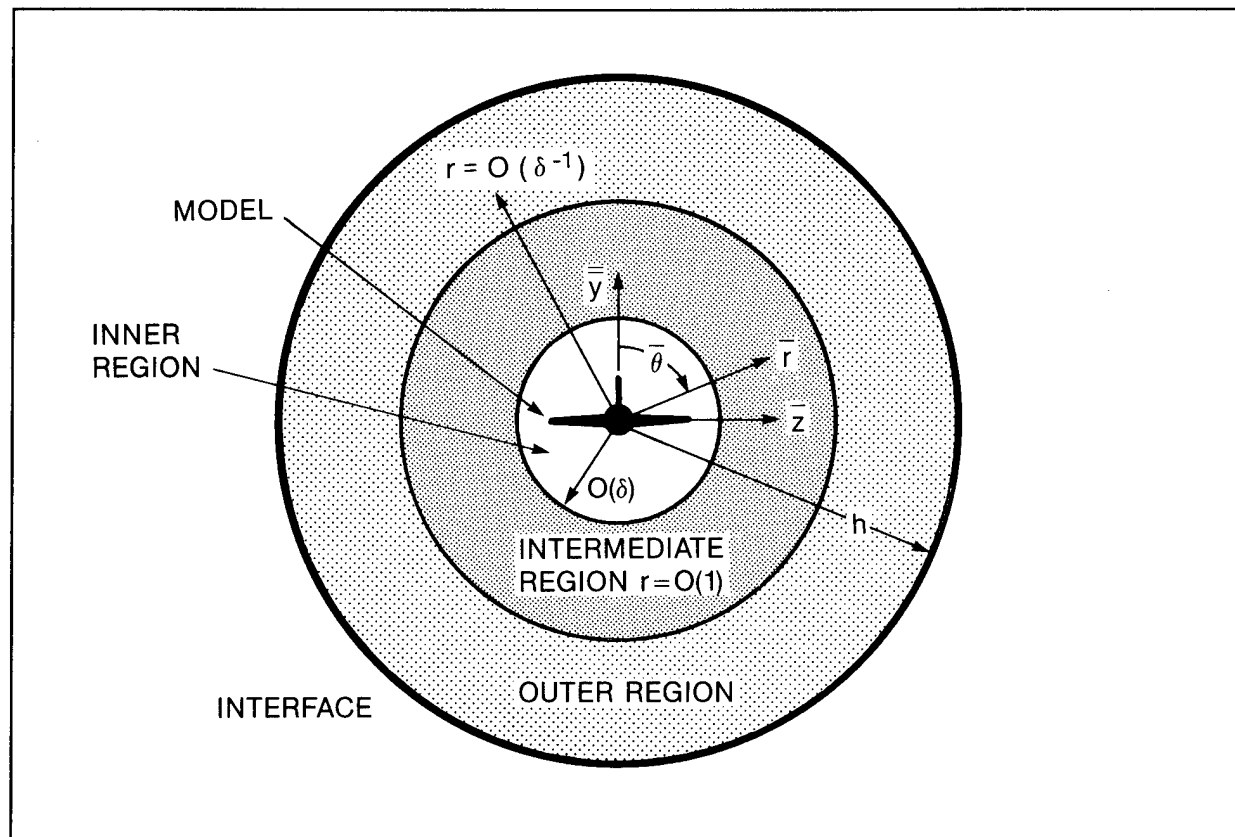 r = O (δ⁻¹)
MODEL
y̿
θ̅
r̅
INNER
REGION
z̅
O(δ)
h
INTERMEDIATE
REGION r=O(1)
OUTER REGION
INTERFACE